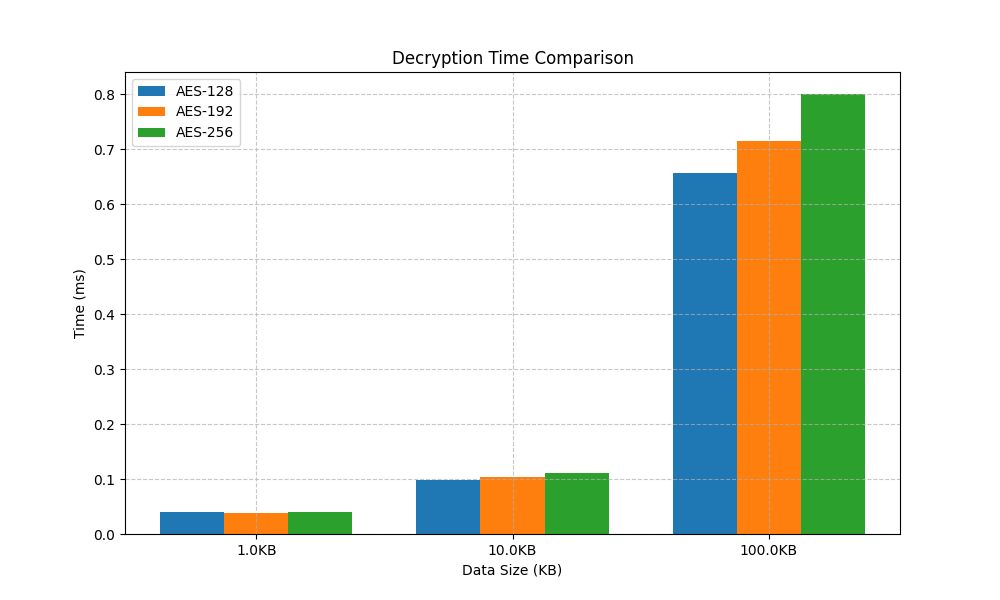 Decryption Time Comparison
AES-128
AES-192
AES-256
Time (ms)
0.8
0.7
0.6
0.5
0.4
0.3
0.2
0.1
0.0
1.0KB
10.0KB
100.0KB
Data Size (KB)